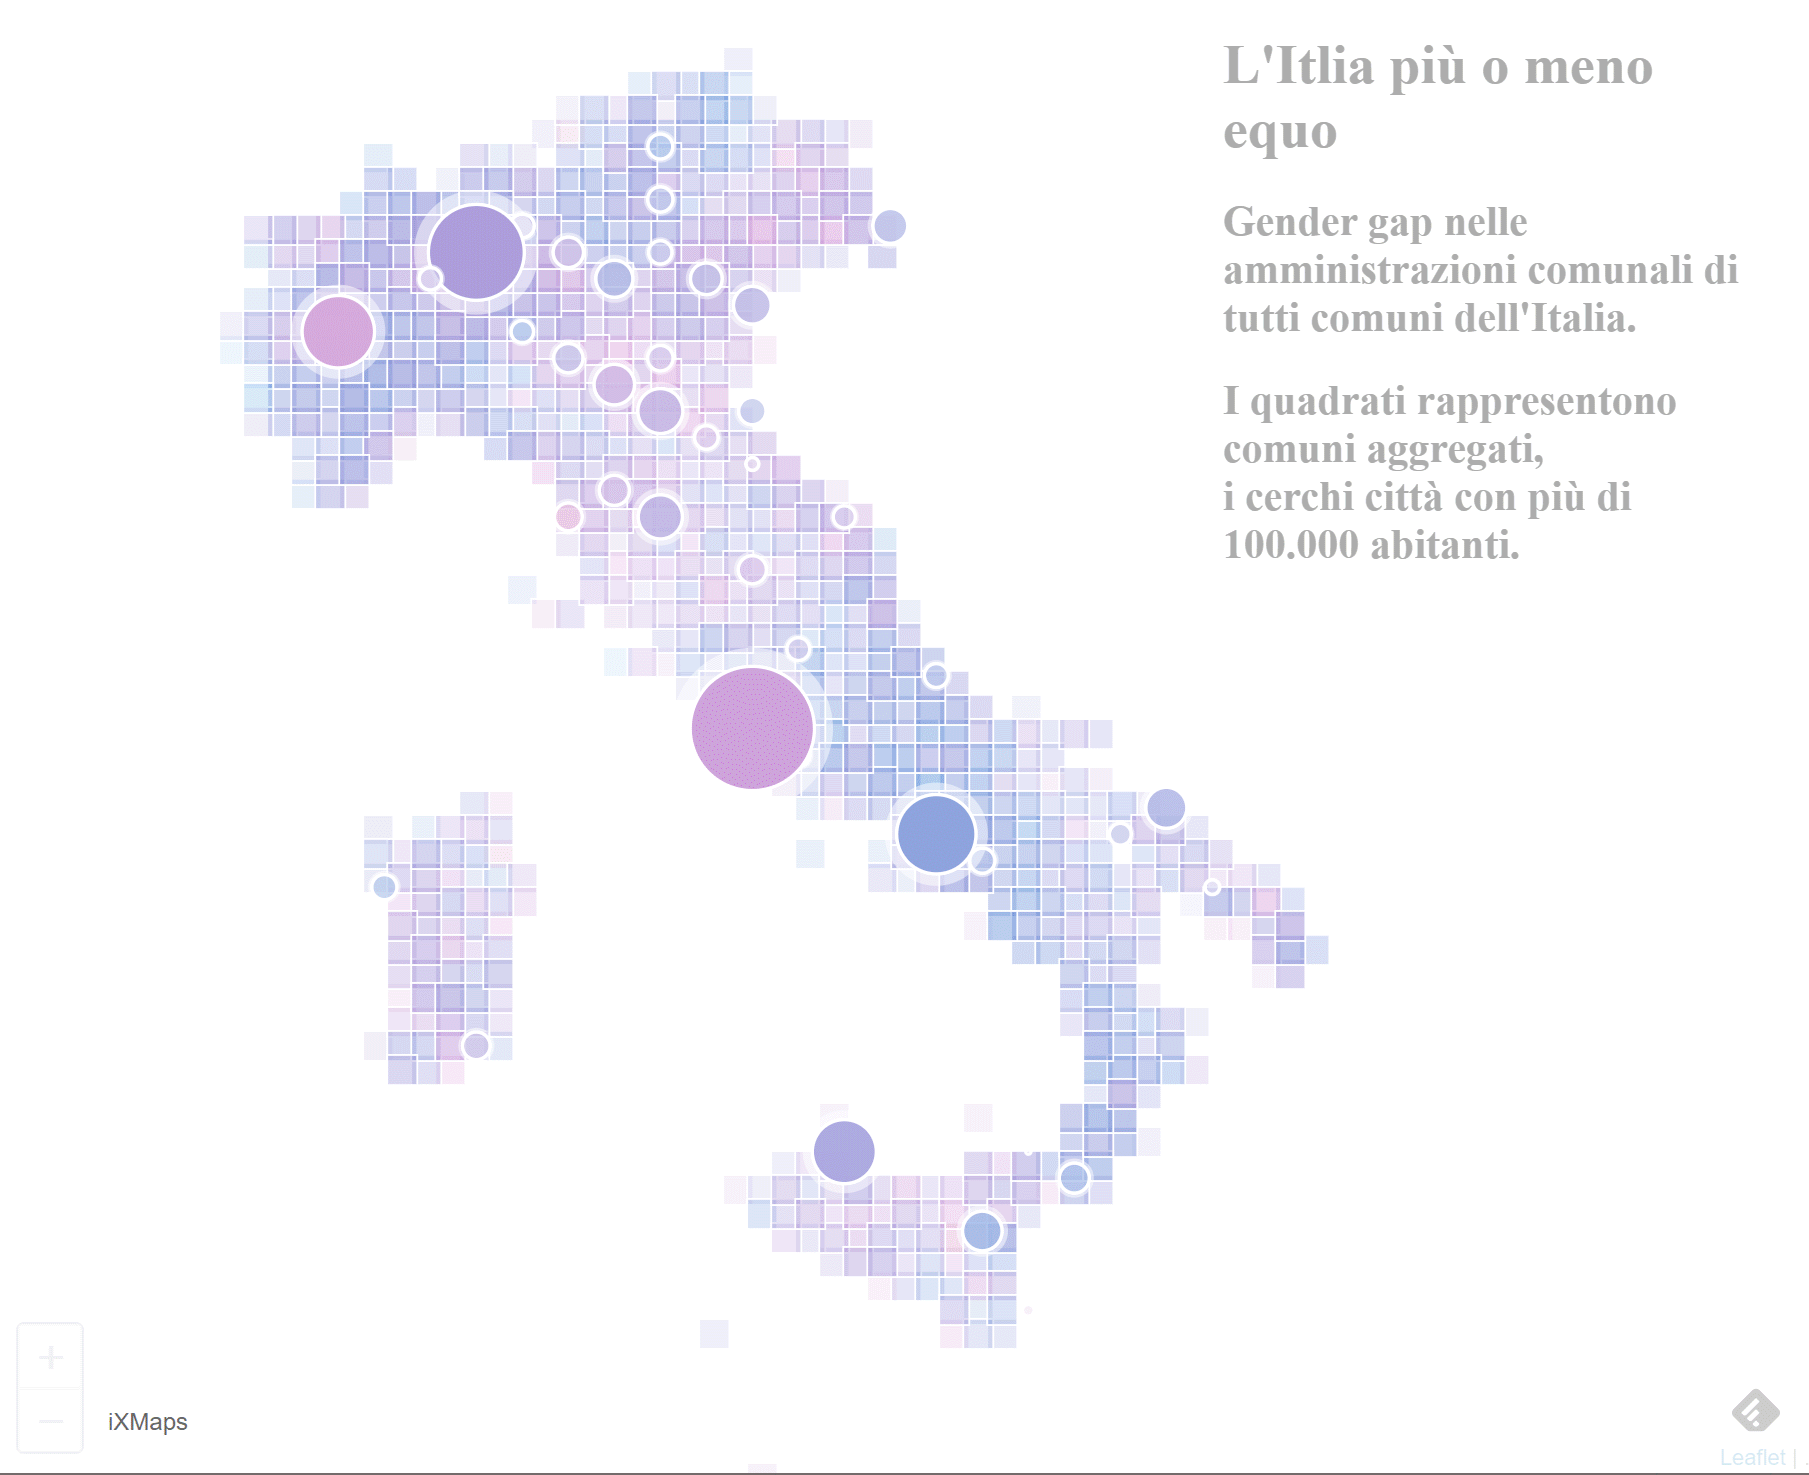 L'Itlia più o meno
equo
Gender gap nelle
amministrazioni comunali di
tutti comuni dell'Italia.
I quadrati rappresentono
comuni aggregati,
i cerchi città con più di
100.000 abitanti.
+
−
iXMaps
Leaflet | .